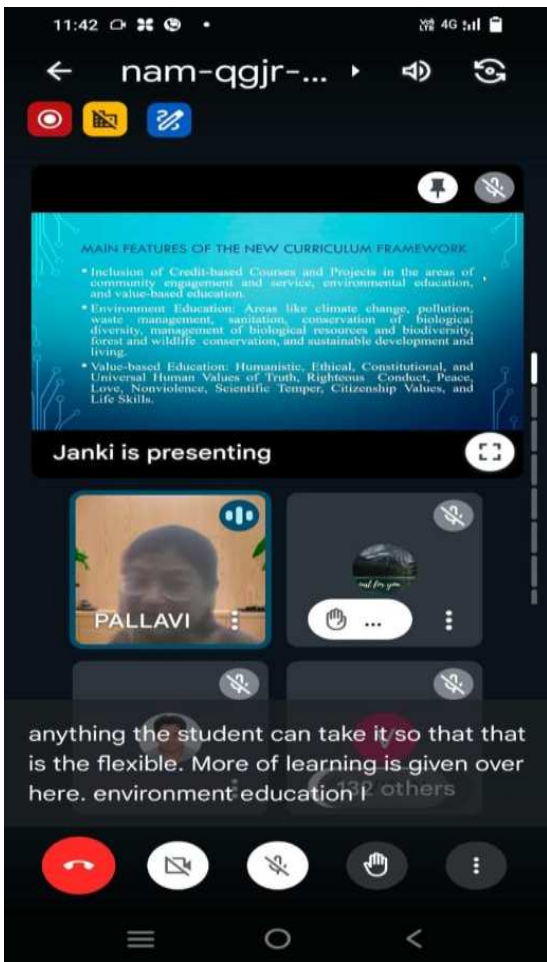 11:42
Vo) LTE 4G
nam-qgjr-...
MAIN FEATURES OF THE NEW CURRICULUM FRAMEWORK
* Inclusion of Credit-based Courses and Projects in the areas of
community engagement and service, environmental education,
and value-based education.
* Environment Education: Areas like climate change, pollution,
waste management, sanitation, conservation of biological
diversity, management of biological resources and biodiversity,
forest and wildlife conservation, and sustainable development and
living.
* Value-based Education: Humanistic, Ethical, Constitutional, and
Universal Human Values of Truth, Righteous Conduct, Peace,
Love, Nonviolence, Scientific Temper, Citizenship Values, and
Life Skills.
Janki is presenting
just for you
PALLAVI
...
V
132 others
anything the student can take it so that that
is the flexible. More of learning is given over
here. environment education I